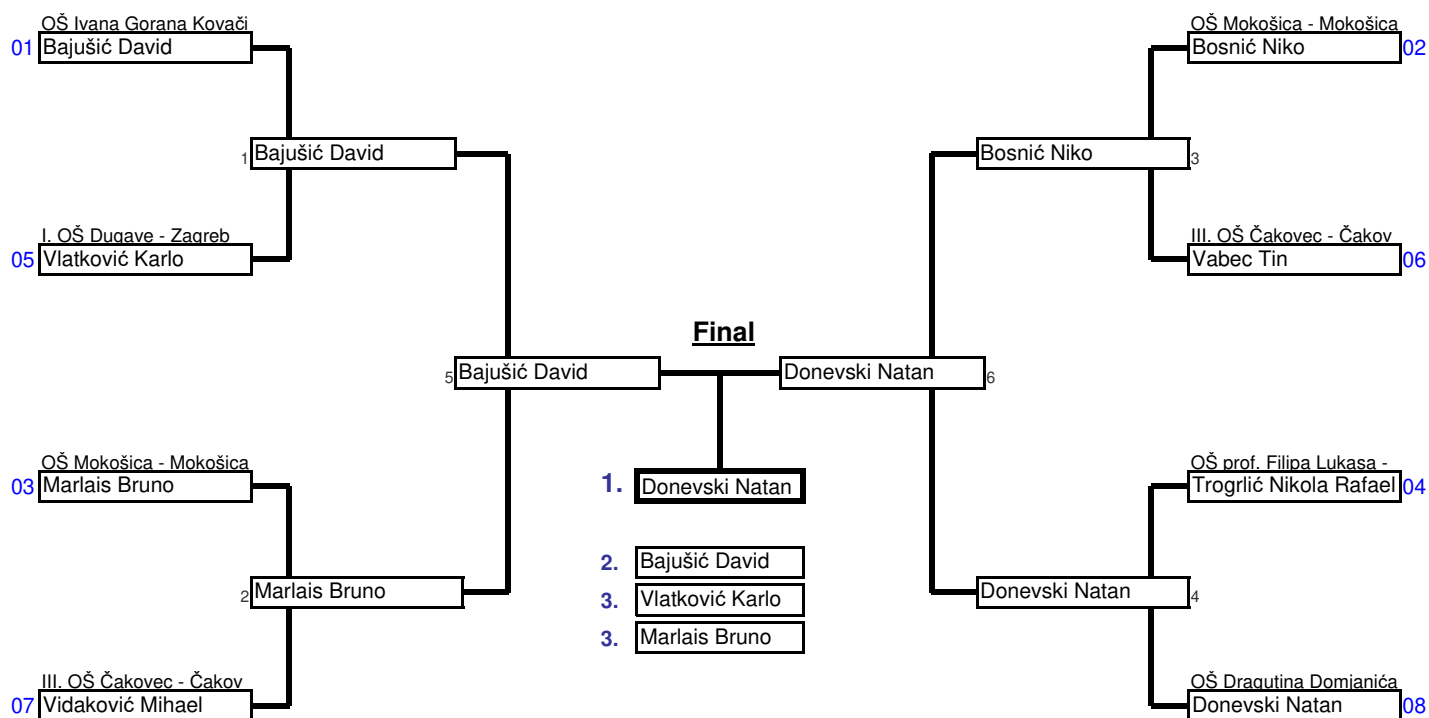 OŠ Ivana Gorana Kovači
01 Bajušić David
OŠ Mokošica - Mokošica
Bosnić Niko 02
1 Bajušić David
Bosnić Niko 3
I. OŠ Dugave - Zagreb
05 Vlatković Karlo
III. OŠ Čakovec - Čakov
Vabec Tin 06
Final
5 Bajušić David
Donevski Natan 6
OŠ Mokošica - Mokošica
03 Marlais Bruno
1. Donevski Natan
OŠ prof. Filipa Lukasa -
Trogrlić Nikola Rafael 04
2. Bajušić David
3. Vlatković Karlo
3. Marlais Bruno
2 Marlais Bruno
Donevski Natan 4
III. OŠ Čakovec - Čakov
07 Vidaković Mihael
OŠ Dragutina Domjanića
Donevski Natan 08